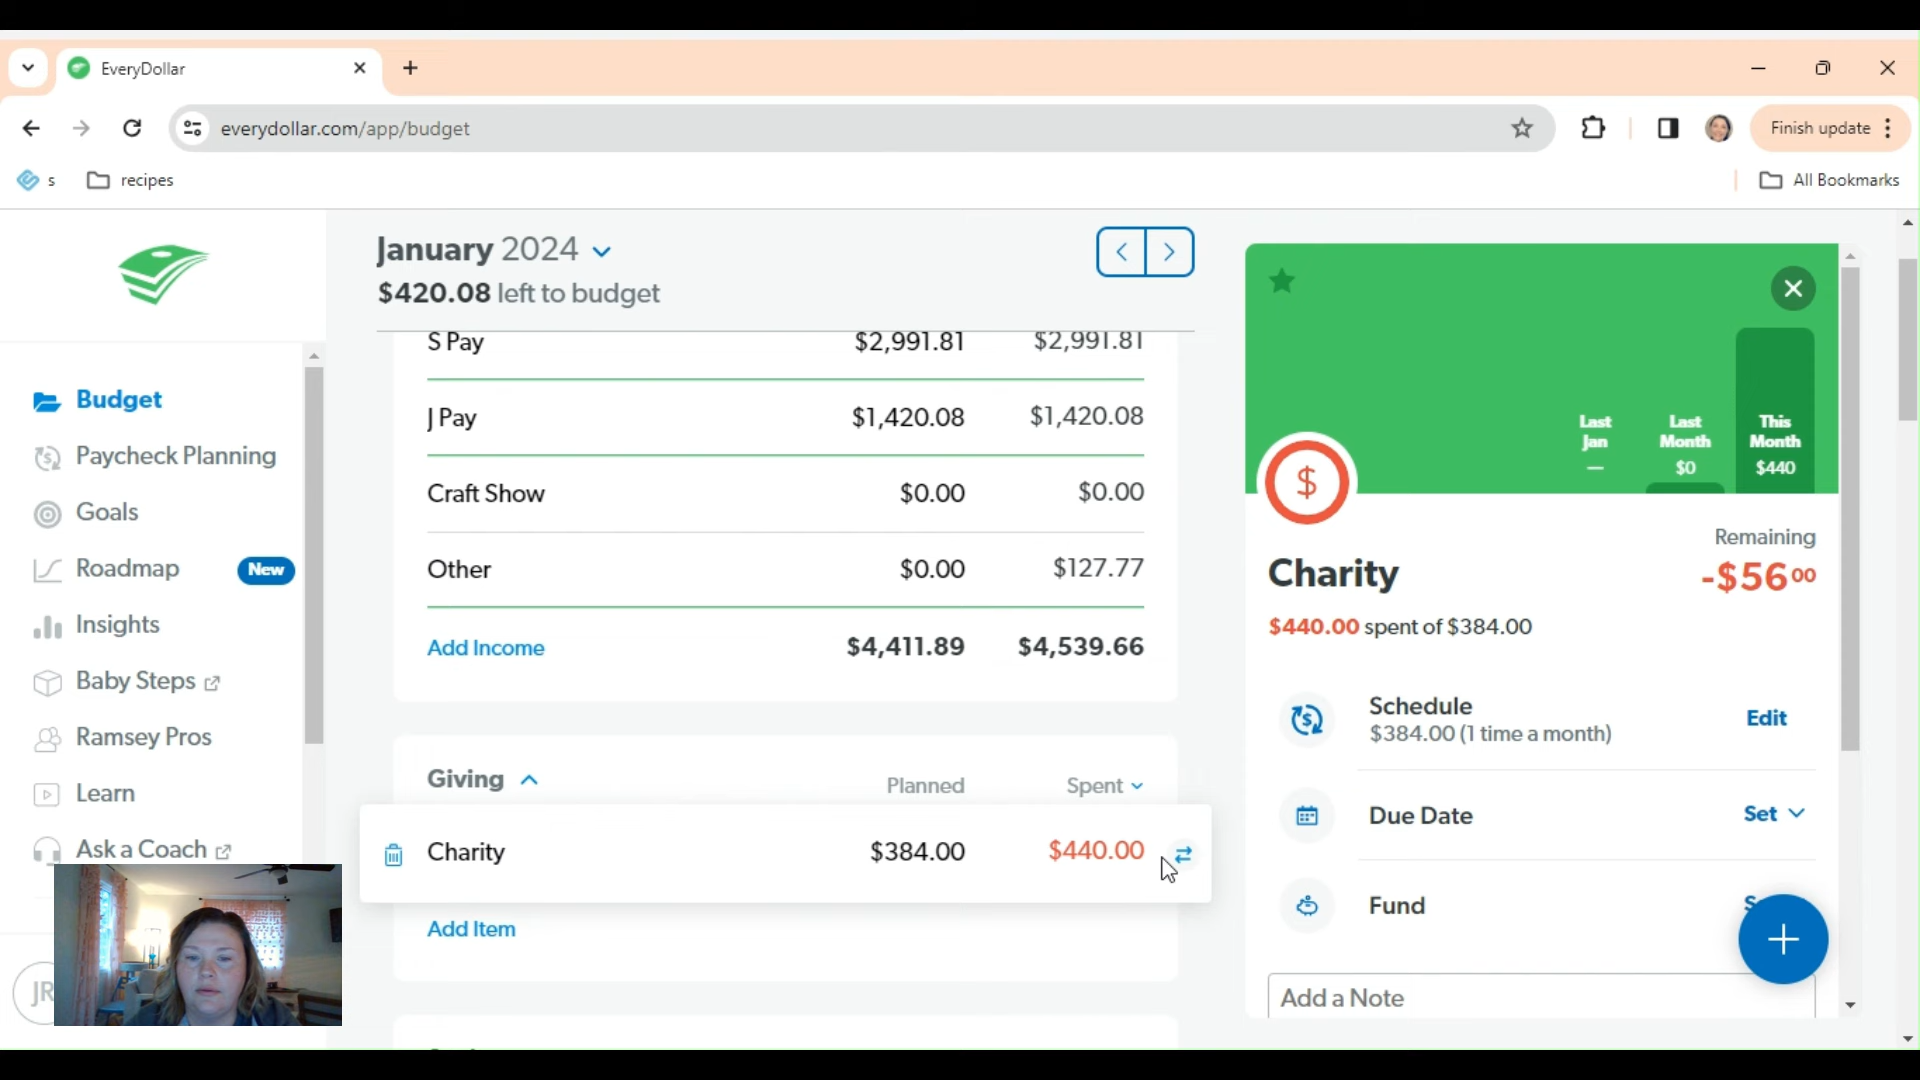 EveryDollar
everydollar.com/app/budget
Finish update
s
recipes
All Bookmarks
Budget
Paycheck Planning
Goals
Roadmap
New
Insights
Baby Steps
Ramsey Pros
Learn
Ask a Coach
JR
January 2024
$420.08 left to budget
S Pay $2,991.81 $2,991.81
J Pay $1,420.08 $1,420.08
Craft Show $0.00 $0.00
Other $0.00 $127.77
Add Income $4,411.89 $4,539.66
Giving Planned Spent
Charity $384.00 $440.00
Add Item
Last Jan —
Last Month $0
This Month $440
$
Remaining
Charity -$56 00
$440.00 spent of $384.00
Schedule
$384.00 (1 time a month)
Edit
Due Date Set
Fund
Add a Note